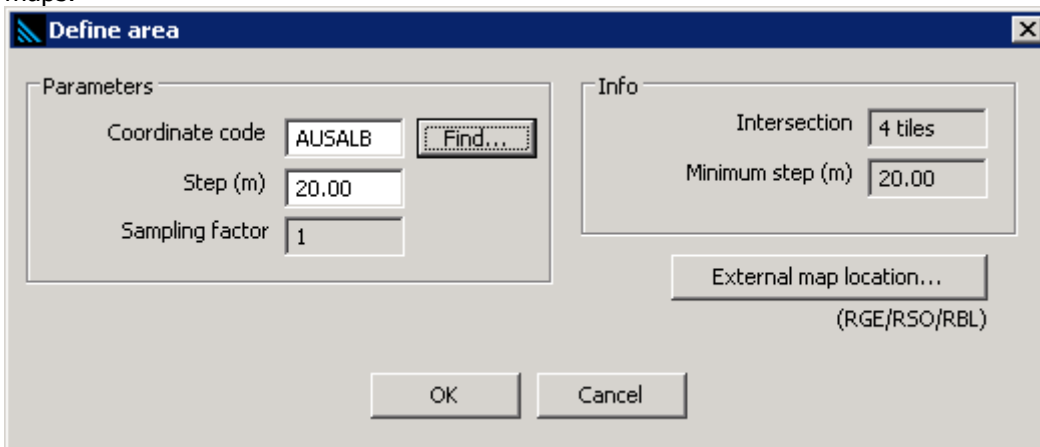 maps.
Define area
Parameters
Coordinate code AUSALB Find...
Step (m) 20.00
Sampling factor 1
Info
Intersection 4 tiles
Minimum step (m) 20.00
External map location...
(RGE/RSO/RBL)
OK Cancel